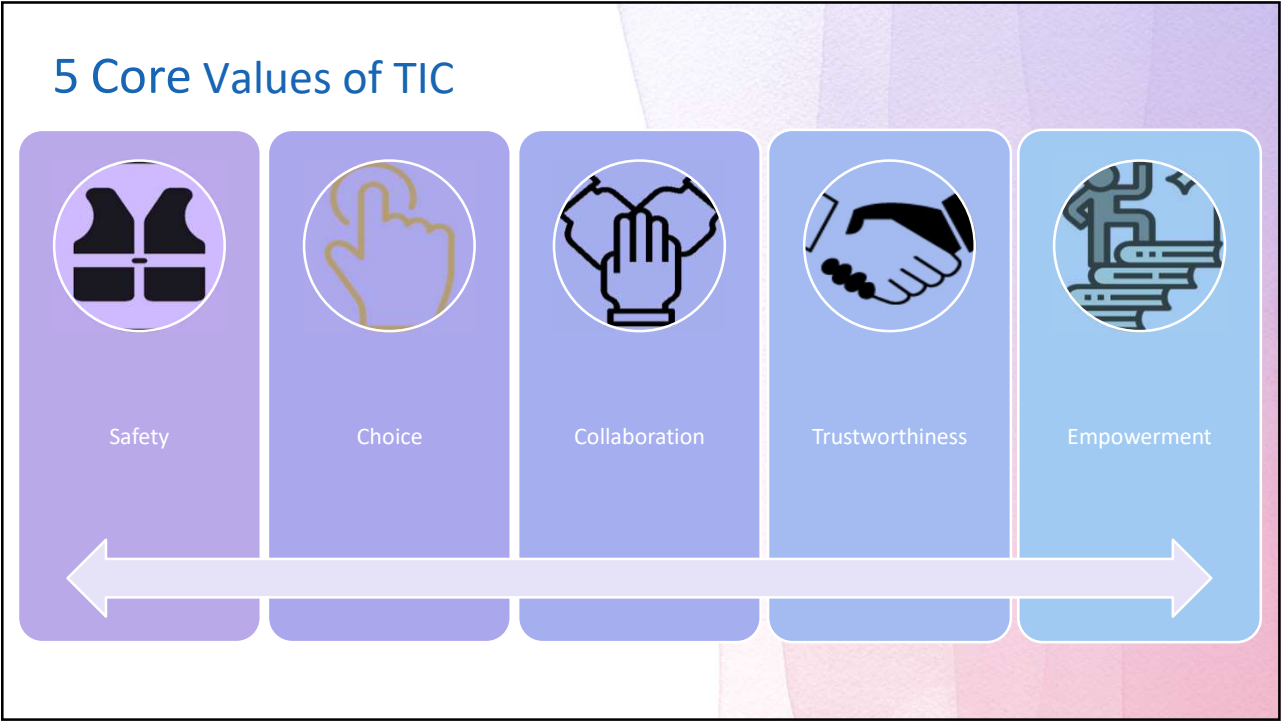 5 Core Values of TIC
Safety
Choice
Collaboration
Trustworthiness
Empowerment